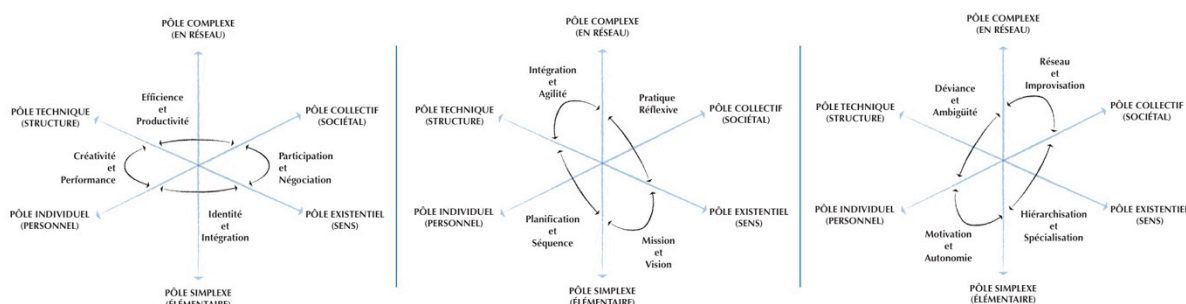 PÔLE COMPLEXE
(EN RÉSEAU)
Efficience
et
Productivité
PÔLE TECHNIQUE
(STRUCTURE)
PÔLE COLLECTIF
(SOCIÉTAL)
Créativité
et
Performance
Participation
et
Négociation
PÔLE INDIVIDUEL
(PERSONNEL)
Identité
et
Intégration
PÔLE EXISTENTIEL
(SENS)
PÔLE SIMPLEXE
(ÉLÉMENTAIRE)
PÔLE COMPLEXE
(EN RÉSEAU)
Intégration
et
Agilité
Pratique
Réflexive
PÔLE TECHNIQUE
(STRUCTURE)
PÔLE COLLECTIF
(SOCIÉTAL)
PÔLE INDIVIDUEL
(PERSONNEL)
PÔLE EXISTENTIEL
(SENS)
Planification
et
Séquence
Mission
et
Vision
PÔLE SIMPLEXE
(ÉLÉMENTAIRE)
PÔLE COMPLEXE
(EN RÉSEAU)
Réseau
et
Improvisation
Déviance
et
Ambigüité
PÔLE TECHNIQUE
(STRUCTURE)
PÔLE COLLECTIF
(SOCIÉTAL)
PÔLE INDIVIDUEL
(PERSONNEL)
PÔLE EXISTENTIEL
(SENS)
Hiérarchisation
et
Spécialisation
Motivation
et
Autonomie
PÔLE SIMPLEXE
(ÉLÉMENTAIRE)